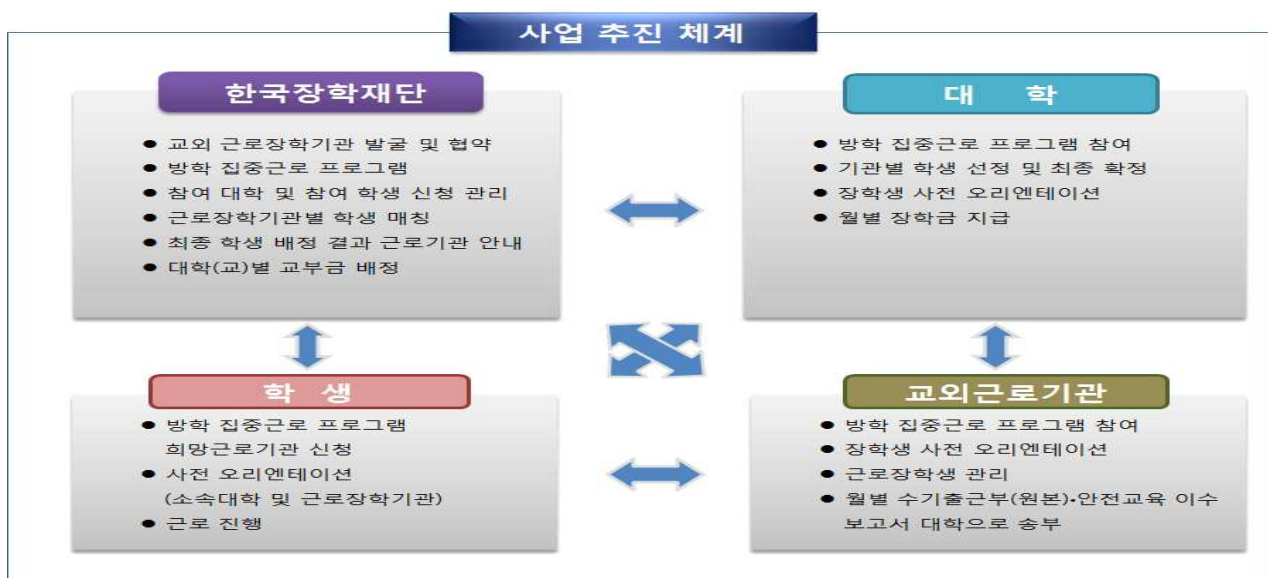 사업 추진 체계
한국장학재단
● 교외 근로장학기관 발굴 및 협약
● 방학 집중근로 프로그램
● 참여 대학 및 참여 학생 신청 관리
● 근로장학기관별 학생 매칭
● 최종 학생 배정 결과 근로기관 안내
● 대학(교)별 교부금 배정
대 학
● 방학 집중근로 프로그램 참여
● 기관별 학생 선정 및 최종 확정
● 장학생 사전 오리엔테이션
● 월별 장학금 지급
학 생
● 방학 집중근로 프로그램
희망근로기관 신청
● 사전 오리엔테이션
(소속대학 및 근로장학기관)
● 근로 진행
교외근로기관
● 방학 집중근로 프로그램 참여
● 장학생 사전 오리엔테이션
● 근로장학생 관리
● 월별 수기출근부(원본)•안전교육 이수
보고서 대학으로 송부